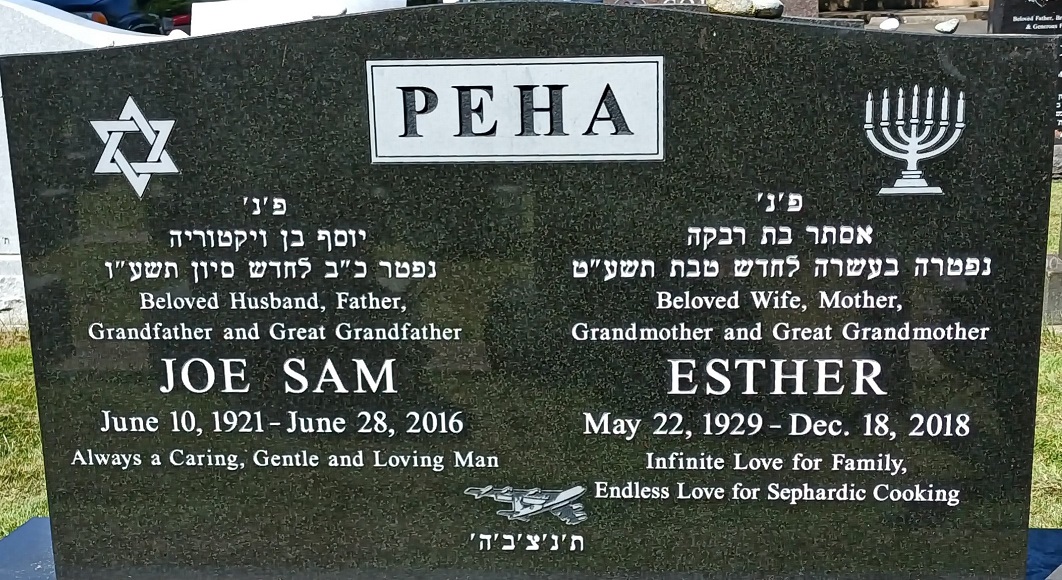 PEHA
פ'נ'
יוסף בן ויקטוריה
נפטר כ"ב לחדש סיון תשע"ו
Beloved Husband, Father,
Grandfather and Great Grandfather
JOE SAM
June 10, 1921 - June 28, 2016
Always a Caring, Gentle and Loving Man
פ'נ'
אסתר בת רבקה
נפטרה בעשרה לחדש טבת תשע"ט
Beloved Wife, Mother,
Grandmother and Great Grandmother
ESTHER
May 22, 1929 - Dec. 18, 2018
Infinite Love for Family,
Endless Love for Sephardic Cooking
ת'נ'צ'ב'ה'
Beloved Father,
& Generous